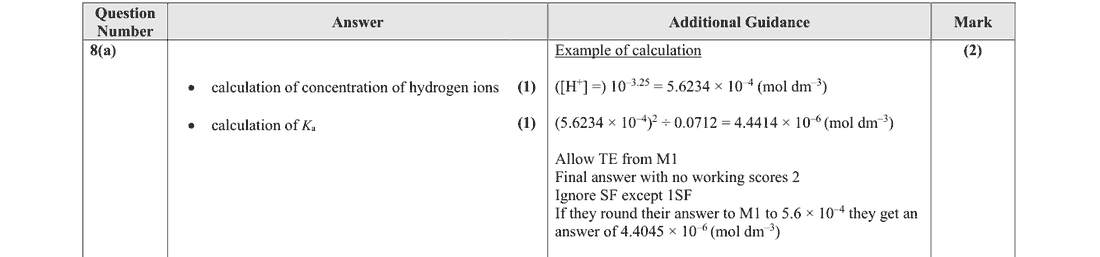 Question Number
Answer
Additional Guidance
Mark
8(a)
Example of calculation
(2)
• calculation of concentration of hydrogen ions (1) ([H⁺] =) 10⁻³·²⁵ = 5.6234 × 10⁻⁴ (mol dm⁻³)
• calculation of Kₐ (1) (5.6234 × 10⁻⁴)² ÷ 0.0712 = 4.4414 × 10⁻⁶ (mol dm⁻³)
Allow TE from M1
Final answer with no working scores 2
Ignore SF except 1SF
If they round their answer to M1 to 5.6 × 10⁻⁴ they get an
answer of 4.4045 × 10⁻⁶ (mol dm⁻³)